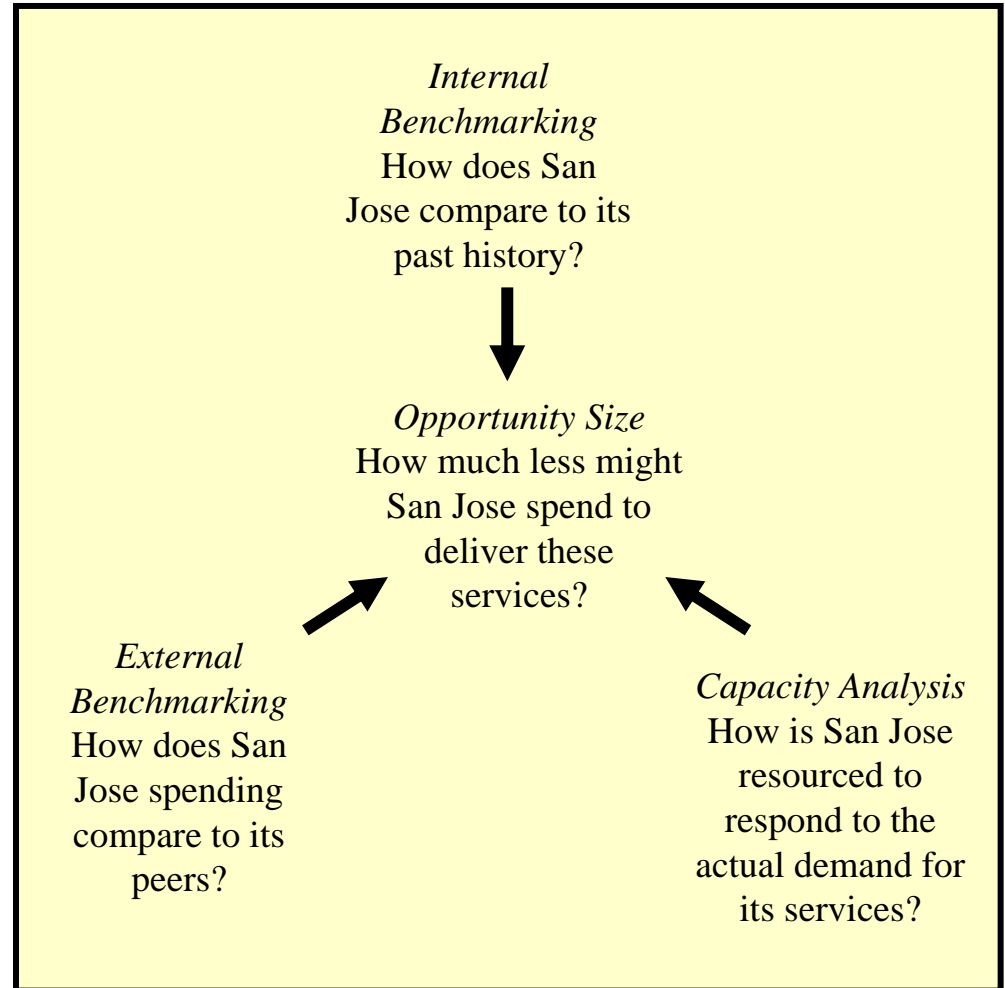 Internal
Benchmarking
How does San
Jose compare to its
past history?
Opportunity Size
How much less might
San Jose spend to
deliver these
services?
External
Benchmarking
How does San
Jose spending
compare to its
peers?
Capacity Analysis
How is San Jose
resourced to
respond to the
actual demand for
its services?